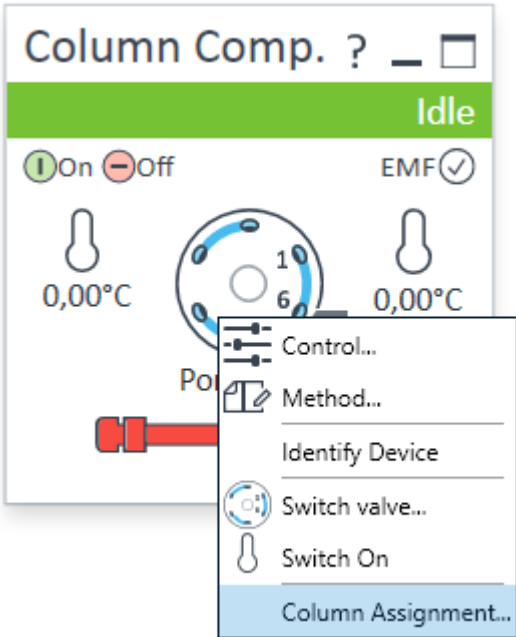 Column Comp. ?
Idle
On Off EMF
0,00°C 0,00°C
1
6
Control...
Method...
Identify Device
Switch valve...
Switch On
Column Assignment...